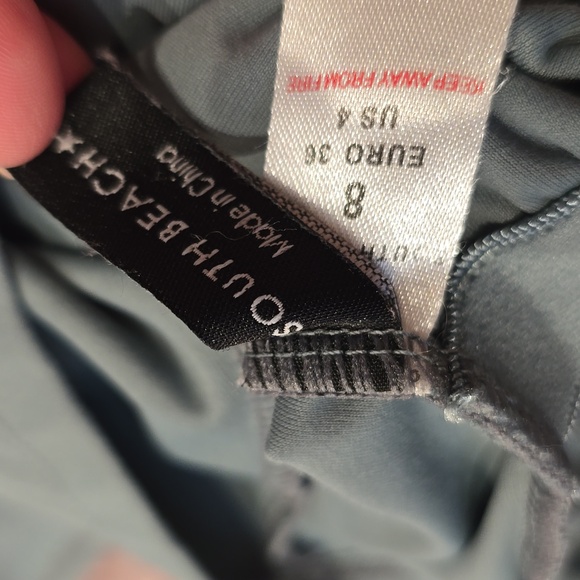 SOUTH BEACH★
Made in China
8
EURO 36
US 4
KEEP AWAY FROM FIRE